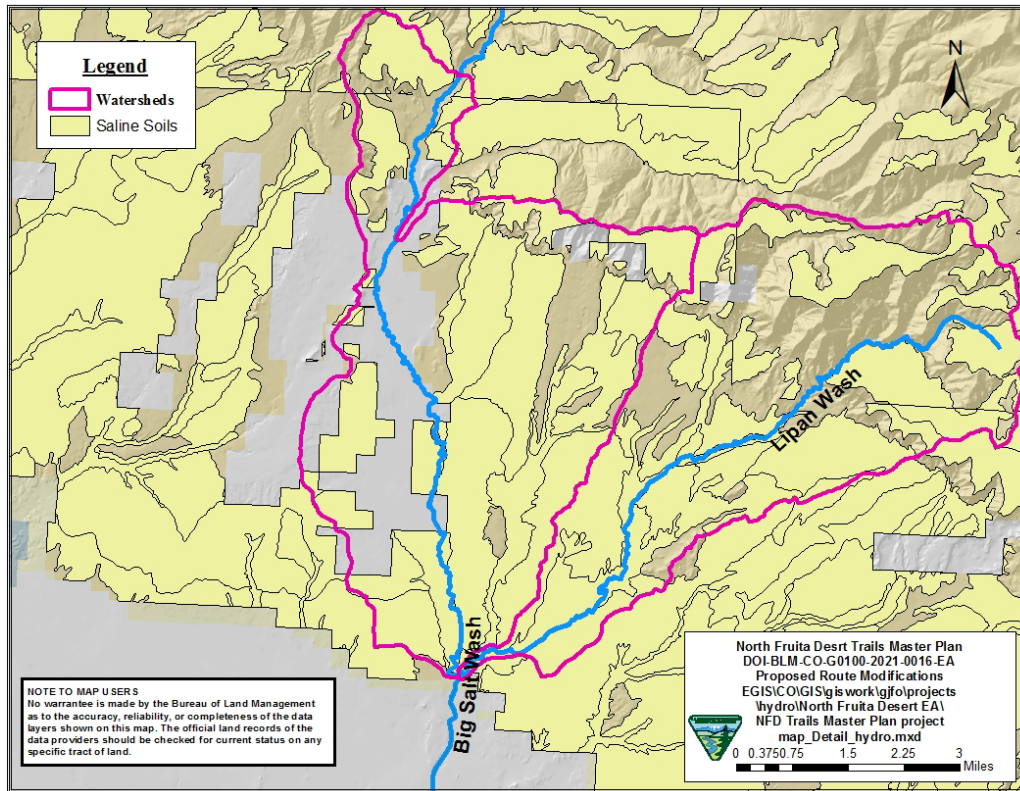 Legend
Watersheds
Saline Soils
N
Lipan Wash
Big Salt Wash
NOTE TO MAP USERS
No warrantee is made by the Bureau of Land Management
as to the accuracy, reliability, or completeness of the data
layers shown on this map. The official land records of the
data providers should be checked for current status on any
specific tract of land.
North Fruita Desrt Trails Master Plan
DOI-BLM-CO-G0100-2021-0016-EA
Proposed Route Modifications
EGIS\CO\GIS\giswork\gjfo\projects
\hydro\North Fruita Desert EA\
NFD Trails Master Plan project
map_Detail_hydro.mxd
0 0.3750.75 1.5 2.25 3
Miles